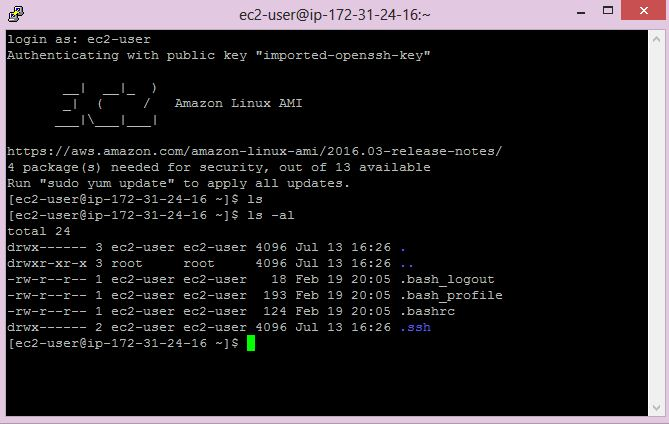 ec2-user@ip-172-31-24-16:~
login as: ec2-user
Authenticating with public key "imported-openssh-key"

       __|  __|_  )
       _|  (     /   Amazon Linux AMI
      ___|\___|___|

https://aws.amazon.com/amazon-linux-ami/2016.03-release-notes/
4 package(s) needed for security, out of 13 available
Run "sudo yum update" to apply all updates.
[ec2-user@ip-172-31-24-16 ~]$ ls
[ec2-user@ip-172-31-24-16 ~]$ ls -al
total 24
drwx------ 3 ec2-user ec2-user 4096 Jul 13 16:26 .
drwxr-xr-x 3 root     root     4096 Jul 13 16:26 ..
-rw-r--r-- 1 ec2-user ec2-user   18 Feb 19 20:05 .bash_logout
-rw-r--r-- 1 ec2-user ec2-user  193 Feb 19 20:05 .bash_profile
-rw-r--r-- 1 ec2-user ec2-user  124 Feb 19 20:05 .bashrc
drwx------ 2 ec2-user ec2-user 4096 Jul 13 16:26 .ssh
[ec2-user@ip-172-31-24-16 ~]$